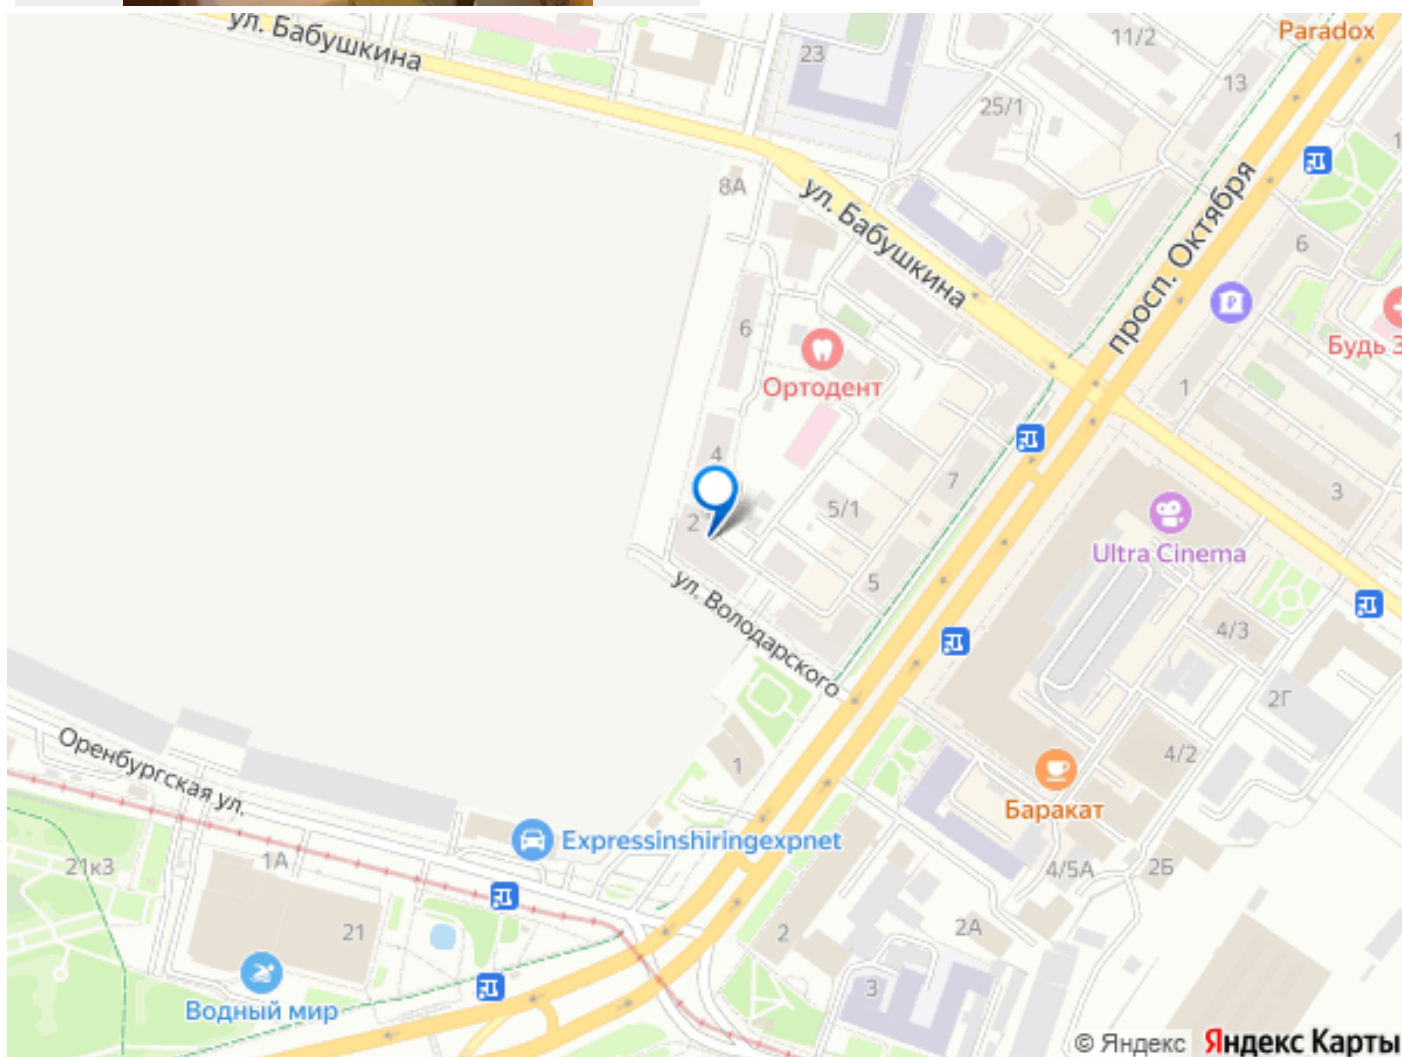 ул. Бабушкина
23
11/2
Paradox
13
25/1
8А
ул. Бабушкина
просп. Октября
6
6
Ортодент
Будь З
1
4
7
3
5/1
2
Ultra Cinema
5
ул. Володарского
4/3
2Г
Оренбургская ул.
1
4/2
Баракат
Expressinshiringexpnet
21к3
1А
4/5А
2Б
21
2
2А
3
Водный мир
© Яндекс
Яндекс Карты